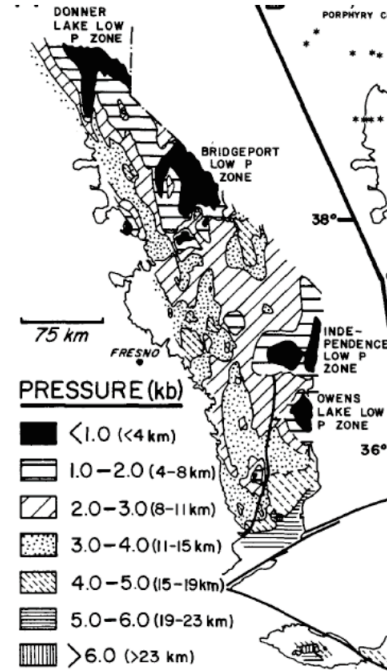 DONNER
LAKE LOW
P ZONE
PORPHYRY C
BRIDGEPORT
LOW P
ZONE
38°
75 km
FRESNO
INDE-
PENDENCE
LOW P
ZONE
OWENS
LAKE LOW
P ZONE
36°
PRESSURE (kb)
<1.0 (<4 km)
1.0-2.0 (4-8 km)
2.0-3.0 (8-11 km)
3.0-4.0 (11-15 km)
4.0-5.0 (15-19km)
5.0-6.0 (19-23 km)
>6.0 (>23 km)